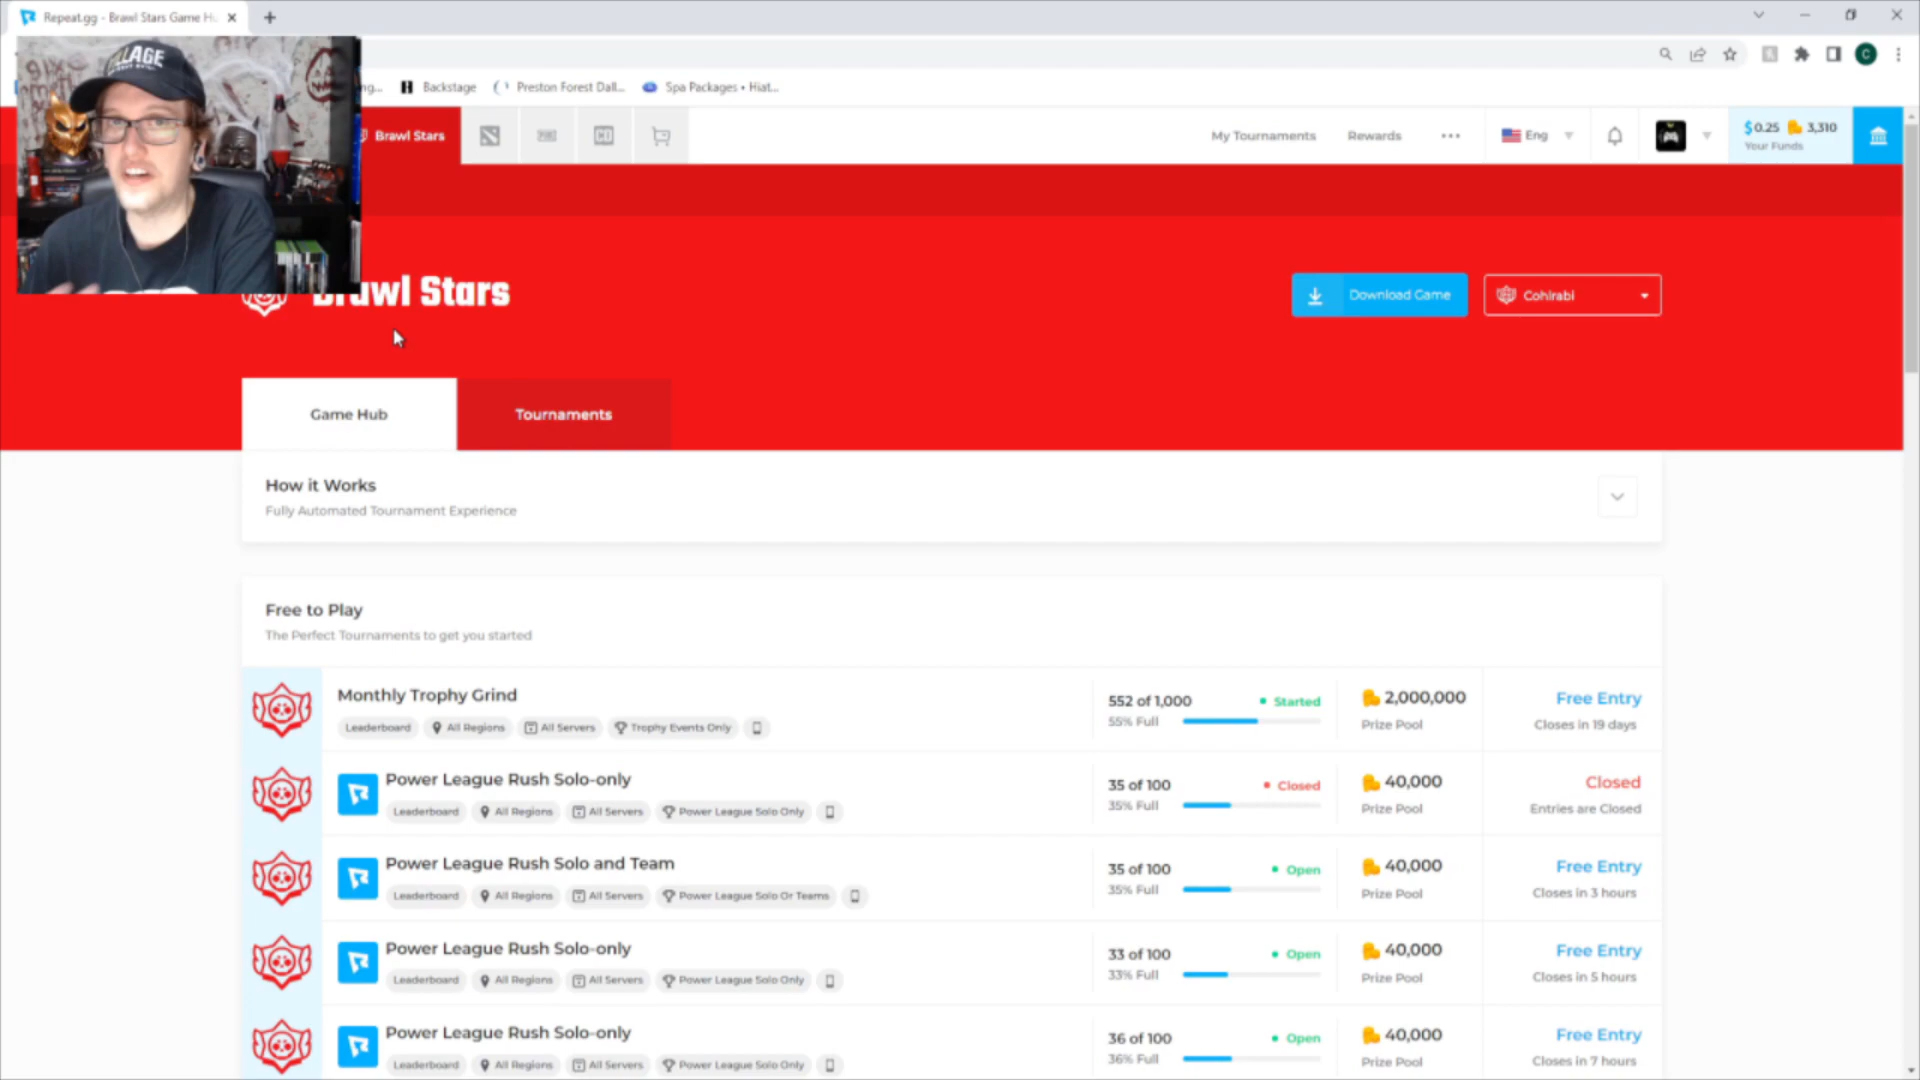 Repeat.gg - Brawl Stars Game Hu
Backstage
Preston Forest Dall...
Spa Packages • Hiat...
Brawl Stars
My Tournaments
Rewards
Eng
$0.25 3,310
Your Funds
Brawl Stars
Download Game
Cohlrabi
Game Hub
Tournaments
How it Works
Fully Automated Tournament Experience
Free to Play
The Perfect Tournaments to get you started
Monthly Trophy Grind
Leaderboard All Regions All Servers Trophy Events Only
552 of 1,000 Started
55% Full
2,000,000
Prize Pool
Free Entry
Closes in 19 days
Power League Rush Solo-only
Leaderboard All Regions All Servers Power League Solo Only
35 of 100 Closed
35% Full
40,000
Prize Pool
Closed
Entries are Closed
Power League Rush Solo and Team
Leaderboard All Regions All Servers Power League Solo Or Teams
35 of 100 Open
35% Full
40,000
Prize Pool
Free Entry
Closes in 3 hours
Power League Rush Solo-only
Leaderboard All Regions All Servers Power League Solo Only
33 of 100 Open
33% Full
40,000
Prize Pool
Free Entry
Closes in 5 hours
Power League Rush Solo-only
Leaderboard All Regions All Servers Power League Solo Only
36 of 100 Open
36% Full
40,000
Prize Pool
Free Entry
Closes in 7 hours